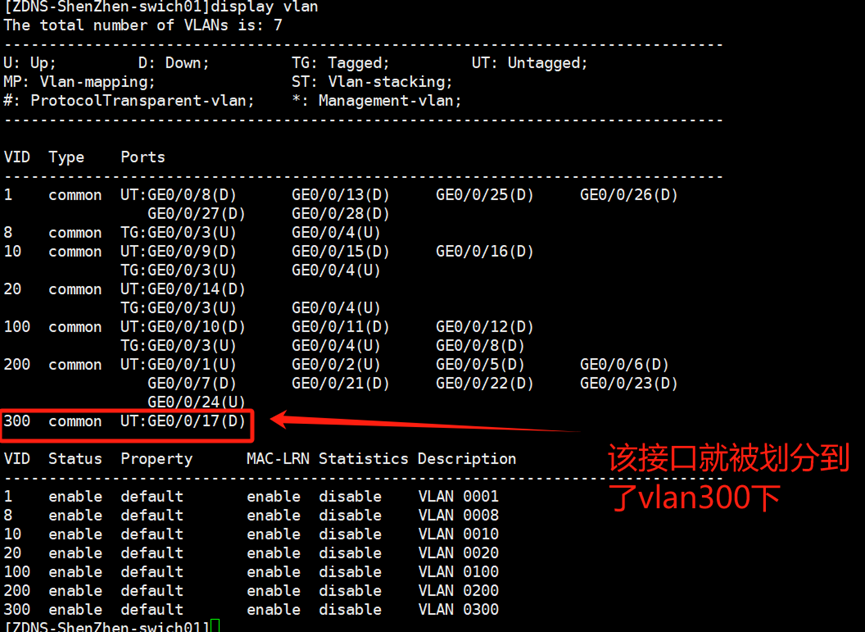 [ZDNS-ShenZhen-swich01]display vlan
The total number of VLANs is: 7
--------------------------------------------------------------------------------
U: Up;         D: Down;         TG: Tagged;         UT: Untagged;
MP: Vlan-mapping;               ST: Vlan-stacking;
#: ProtocolTransparent-vlan;    *: Management-vlan;
--------------------------------------------------------------------------------
VID  Type    Ports
--------------------------------------------------------------------------------
1    common  UT:GE0/0/8(D)      GE0/0/13(D)     GE0/0/25(D)     GE0/0/26(D)
                GE0/0/27(D)     GE0/0/28(D)
8    common  TG:GE0/0/3(U)      GE0/0/4(U)
10   common  UT:GE0/0/9(D)      GE0/0/15(D)     GE0/0/16(D)
             TG:GE0/0/3(U)      GE0/0/4(U)
20   common  UT:GE0/0/14(D)
             TG:GE0/0/3(U)      GE0/0/4(U)
100  common  UT:GE0/0/10(D)     GE0/0/11(D)     GE0/0/12(D)
             TG:GE0/0/3(U)      GE0/0/4(U)      GE0/0/8(D)
200  common  UT:GE0/0/1(U)      GE0/0/2(U)      GE0/0/5(D)      GE0/0/6(D)
                GE0/0/7(D)      GE0/0/21(D)     GE0/0/22(D)     GE0/0/23(D)
                GE0/0/24(U)
300  common  UT:GE0/0/17(D)
该接口就被划分到
了vlan300下
VID  Status  Property      MAC-LRN Statistics Description
--------------------------------------------------------------------------------
1    enable  default       enable  disable    VLAN 0001
8    enable  default       enable  disable    VLAN 0008
10   enable  default       enable  disable    VLAN 0010
20   enable  default       enable  disable    VLAN 0020
100  enable  default       enable  disable    VLAN 0100
200  enable  default       enable  disable    VLAN 0200
300  enable  default       enable  disable    VLAN 0300
[ZDNS-ShenZhen-swich01]